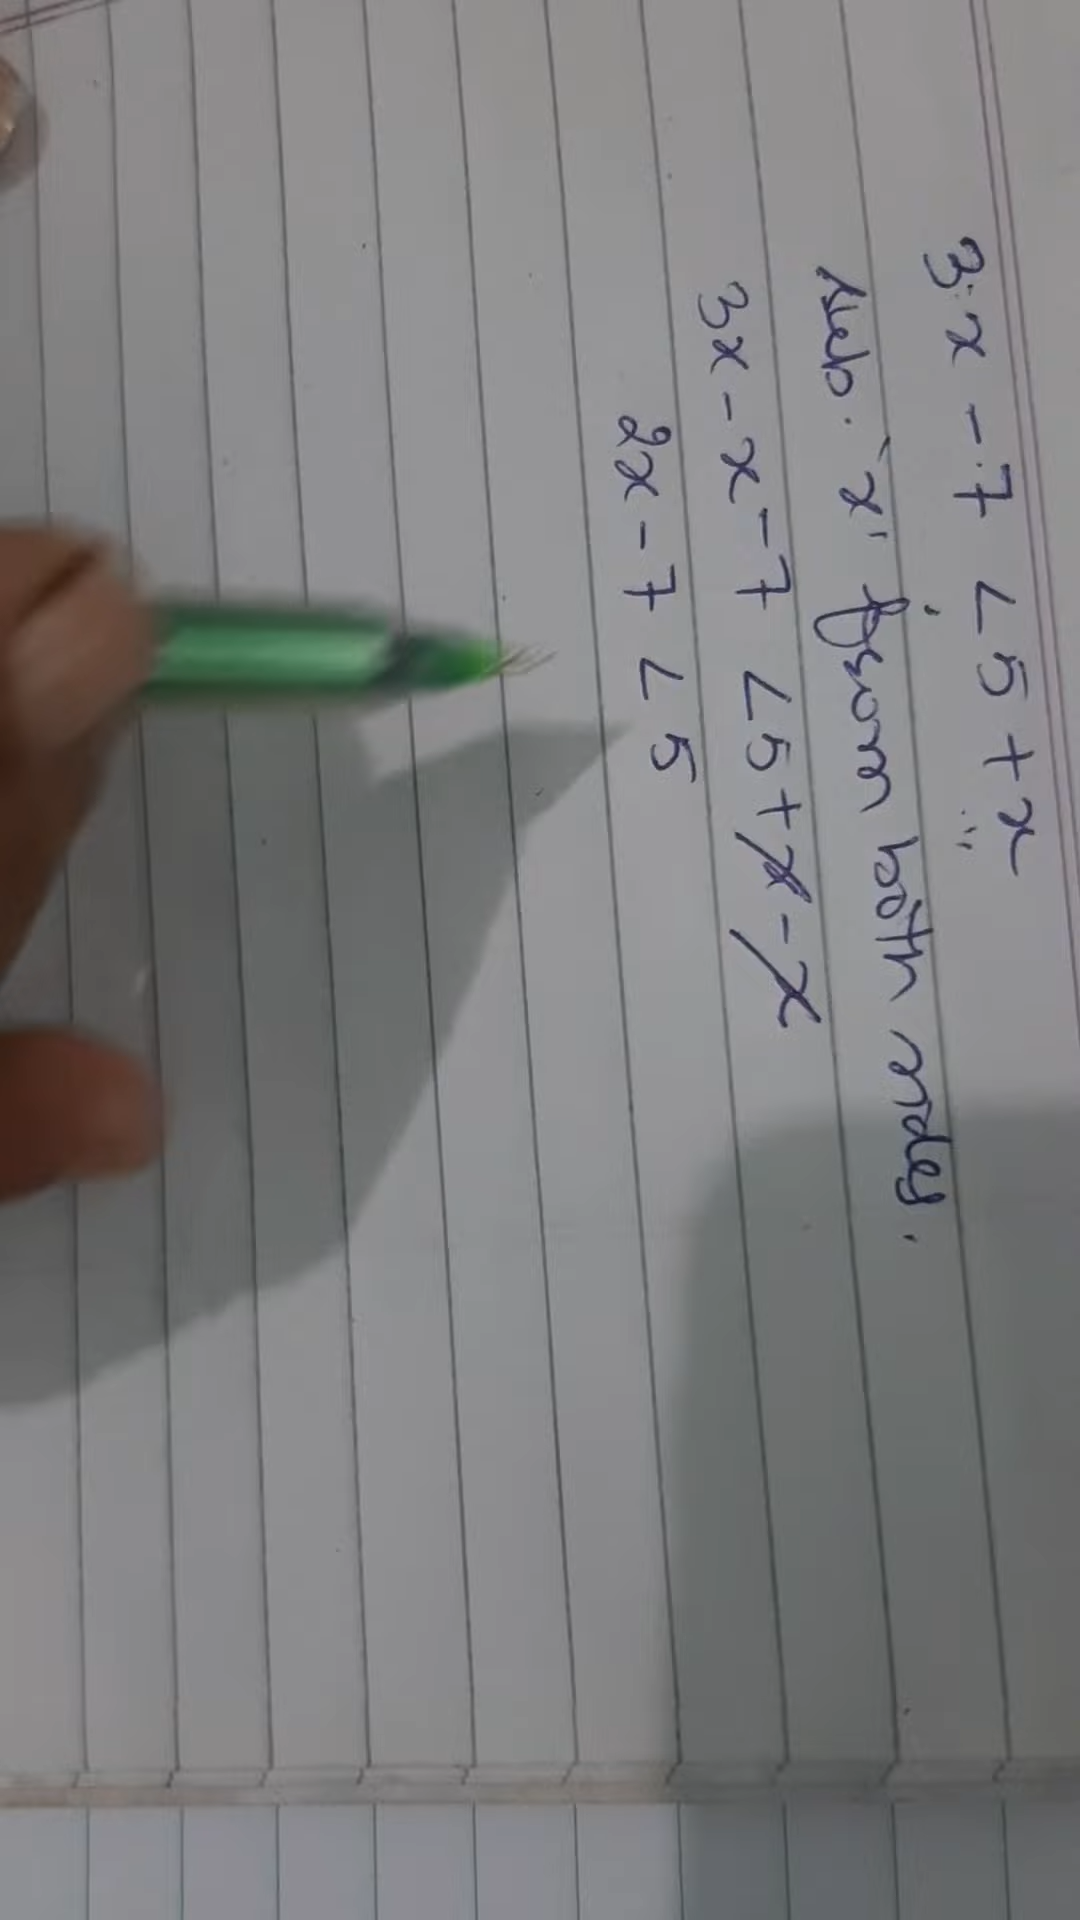 3x - 7 < 5 + x
sub. 'x' from both sides.
3x - x - 7 < 5 + x - x
2x - 7 < 5